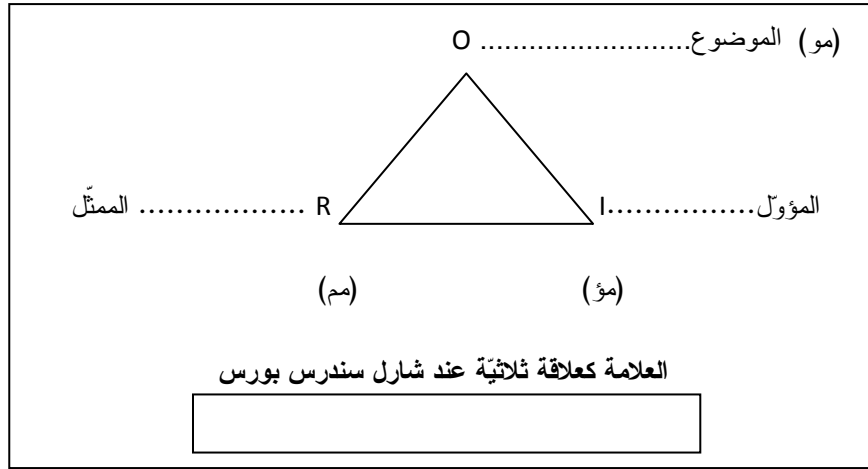 (مو) الموضوع.......................... O
المؤوّل................I R .................. الممثّل
(مؤ) (مم)
العلامة كعلاقة ثلاثيّة عند شارل سندرس بورس